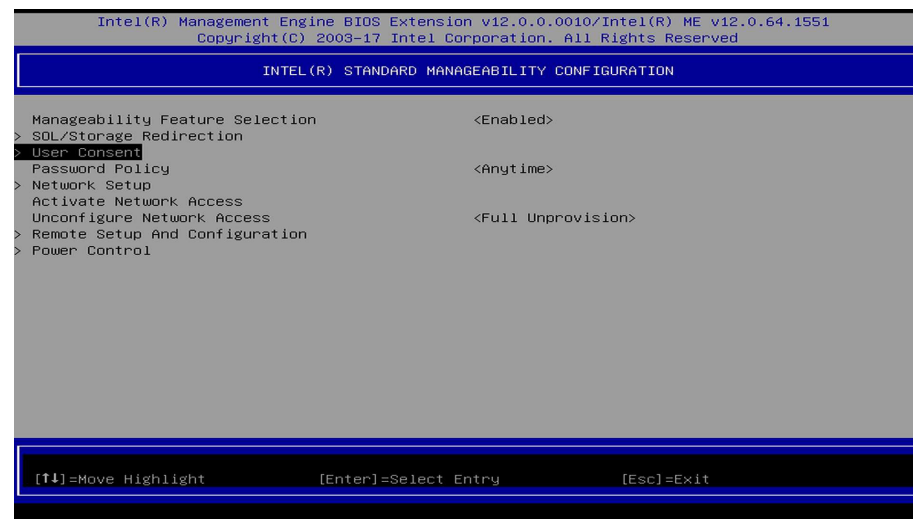 Intel(R) Management Engine BIOS Extension v12.0.0.0010/Intel(R) ME v12.0.64.1551
Copyright(C) 2003-17 Intel Corporation. All Rights Reserved
INTEL(R) STANDARD MANAGEABILITY CONFIGURATION
Manageability Feature Selection <Enabled>
> SOL/Storage Redirection
> User Consent
Password Policy <Anytime>
> Network Setup
Activate Network Access
Unconfigure Network Access <Full Unprovision>
> Remote Setup And Configuration
> Power Control
[↑↓]=Move Highlight [Enter]=Select Entry [Esc]=Exit